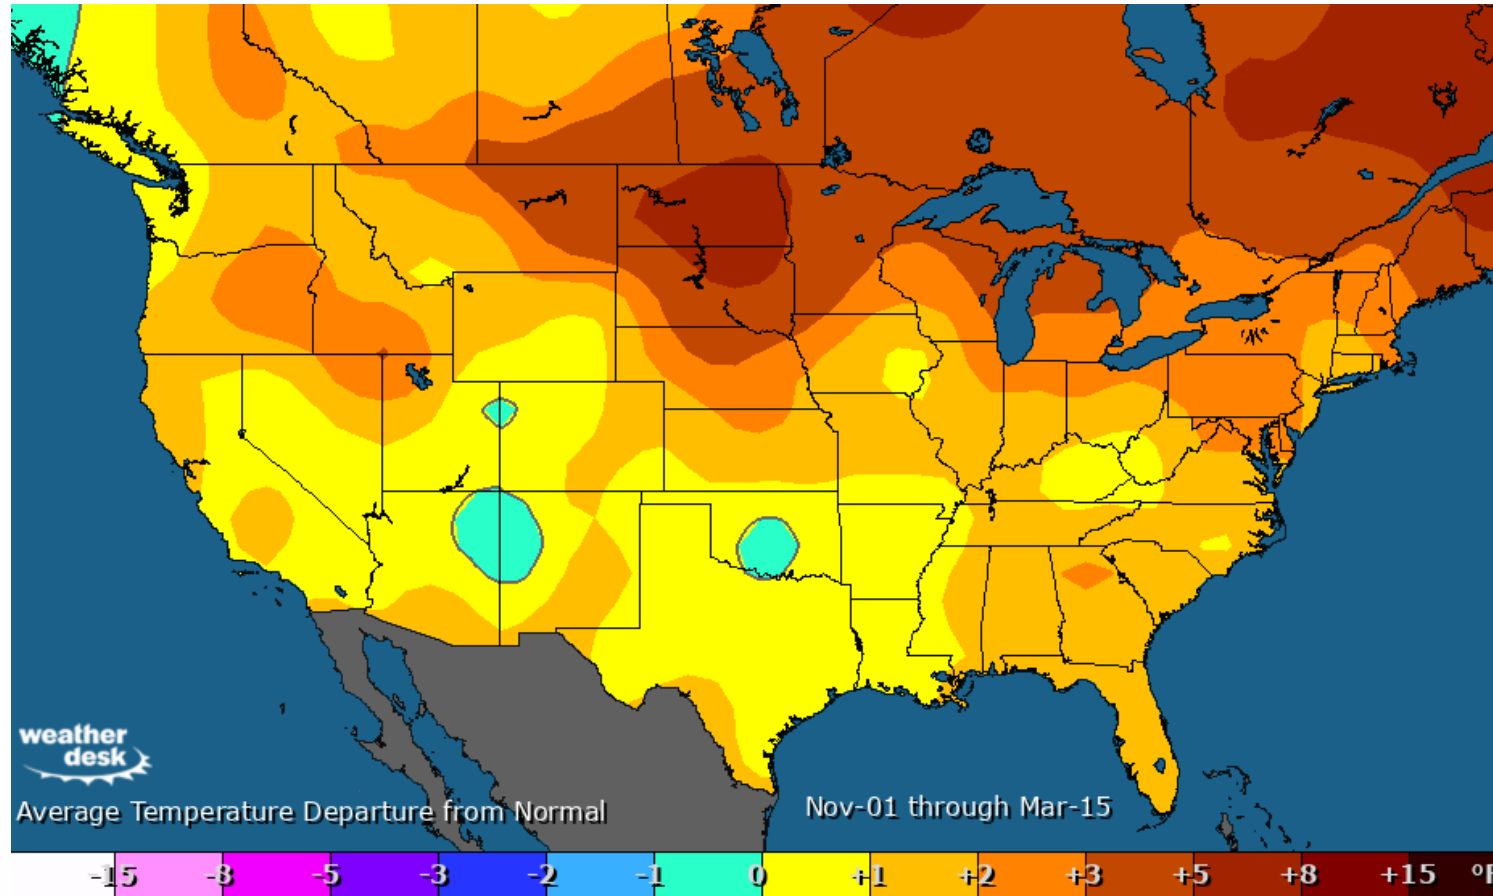 weather
desk
Average Temperature Departure from Normal
Nov-01 through Mar-15
-15 -8 -5 -3 -2 -1 0 +1 +2 +3 +5 +8 +15 ºF